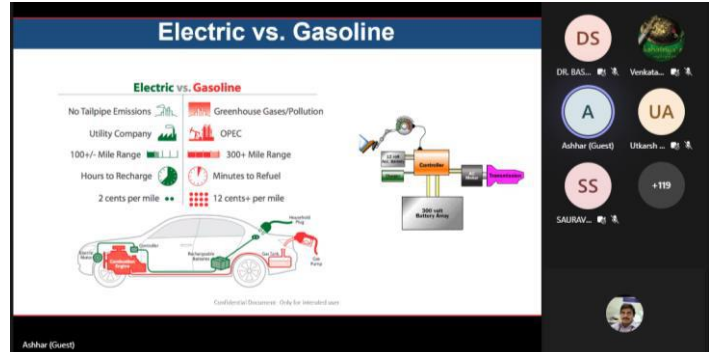 Electric vs. Gasoline
Electric vs. Gasoline
No Tailpipe Emissions
Greenhouse Gases/Pollution
Utility Company
OPEC
100+/- Mile Range
300+ Mile Range
Hours to Recharge
Minutes to Refuel
2 cents per mile
12 cents+ per mile
Household Plug
Controller
Electric Motor
Combustion Engine
Rechargeable Batteries
Gas Tank
Gas Pump
Controller
Transmission
300 volt
Battery Array
Confidential Document Only for intended user
Ashhar (Guest)
DS
DR. BAS...
Venkata...
A
Ashhar (Guest)
UA
Utkarsh ...
SS
SAURAV...
+119